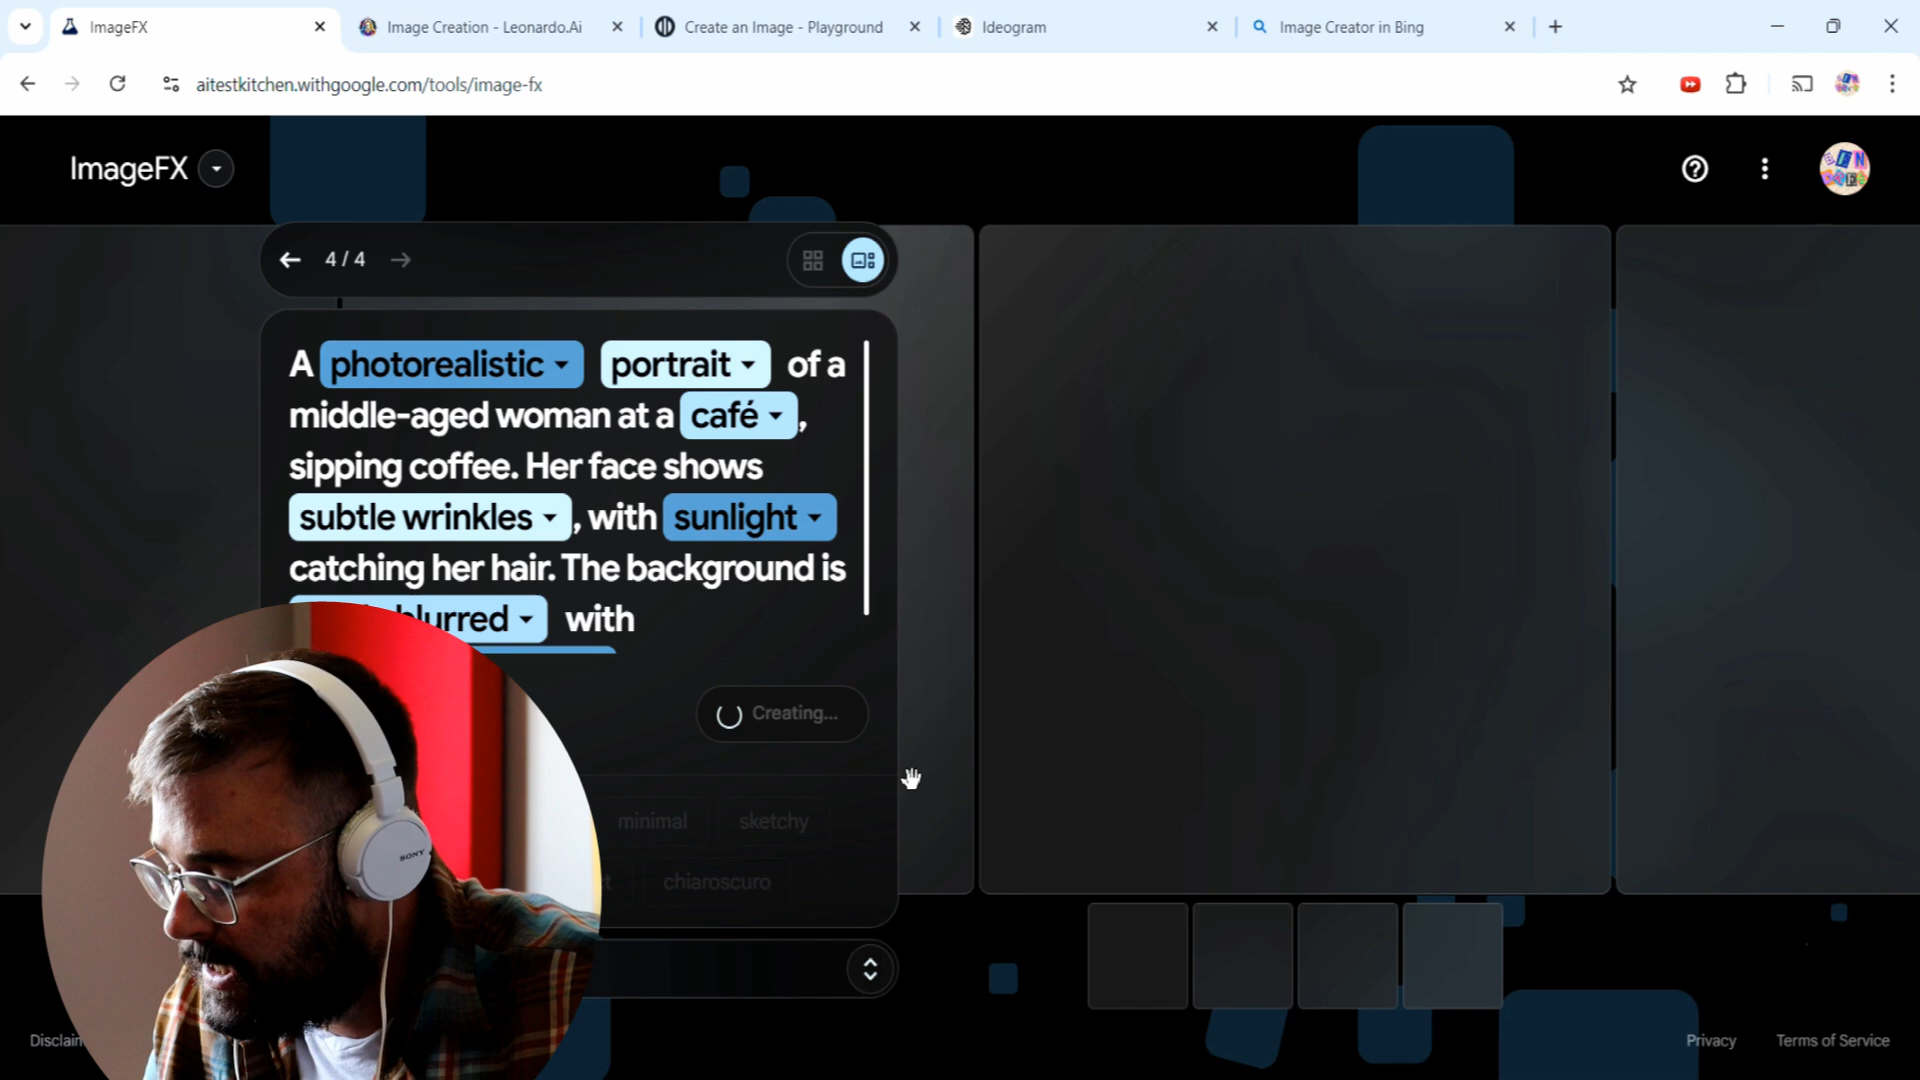 ImageFX
Image Creation - Leonardo.Ai
Create an Image - Playground
Ideogram
Image Creator in Bing
aitestkitchen.withgoogle.com/tools/image-fx
ImageFX
4 / 4
A photorealistic portrait of a
middle-aged woman at a café,
sipping coffee. Her face shows
subtle wrinkles, with sunlight
catching her hair. The background is
blurred with
Creating...
minimal
sketchy
chiaroscuro
SONY
Privacy
Terms of Service